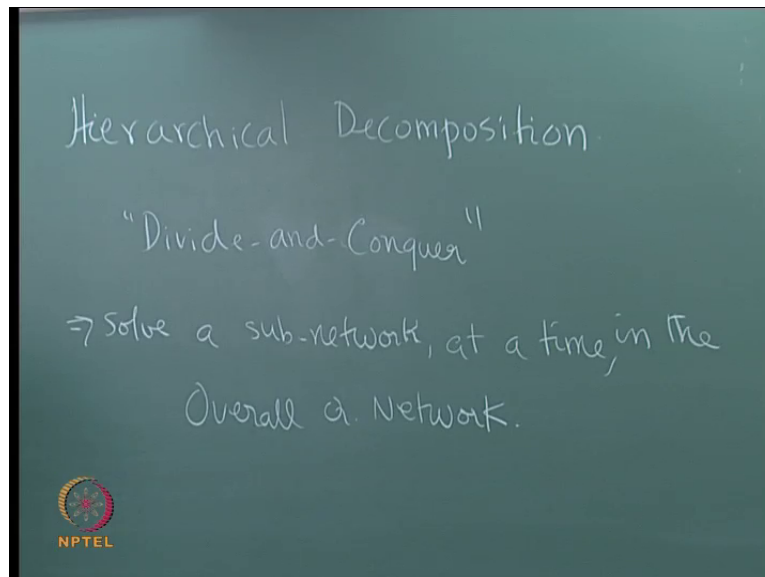 Hierarchical Decomposition.
"Divide-and-Conquer"
⇒ Solve a sub-network, at a time, in the
Overall Q. Network.
NPTEL